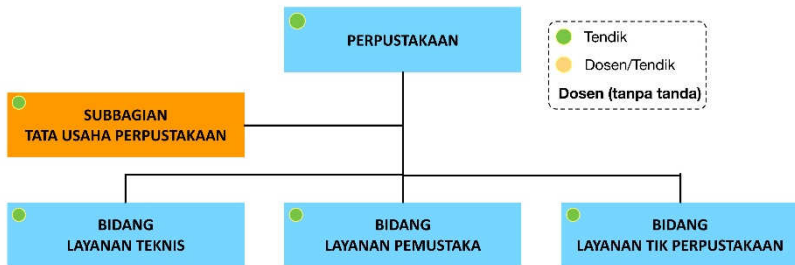 PERPUSTAKAAN
Tendik
Dosen/Tendik
Dosen (tanpa tanda)
SUBBAGIAN
TATA USAHA PERPUSTAKAAN
BIDANG
LAYANAN TEKNIS
BIDANG
LAYANAN PEMUSTAKA
BIDANG
LAYANAN TIK PERPUSTAKAAN